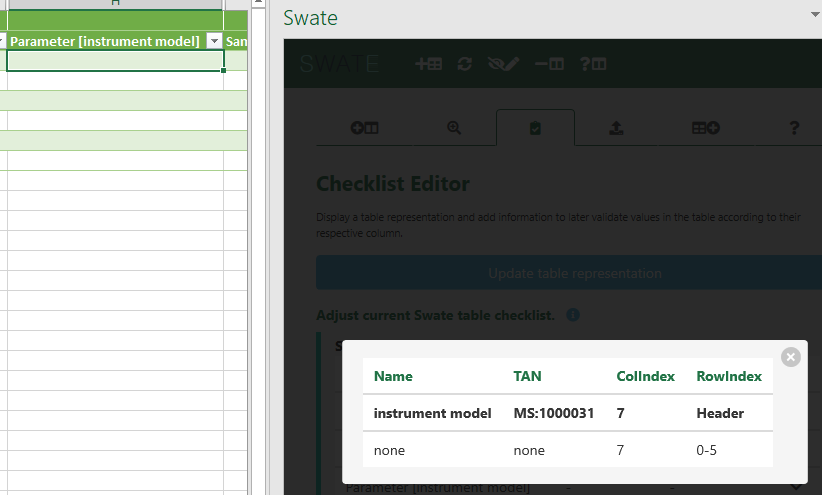 H
Swate
Parameter [instrument model]
San
SWATE
?
Checklist Editor
Display a table representation and add information to later validate values in the table according to their
respective column.
Update table representation
Adjust current Swate table checklist.
Name TAN ColIndex RowIndex
instrument model MS:1000031 7 Header
none none 7 0-5
Parameter [instrument model] - -